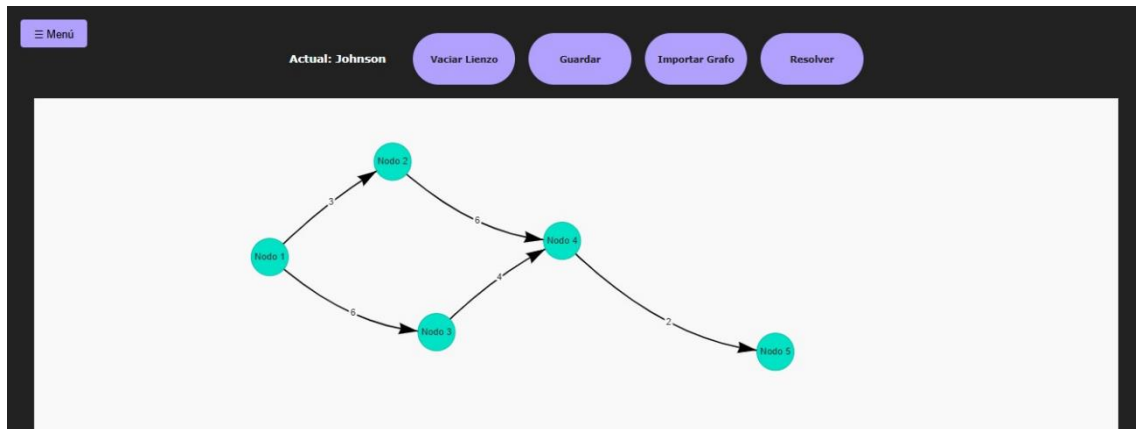 ☰ Menú
Actual: Johnson
Vaciar Lienzo
Guardar
Importar Grafo
Resolver
Nodo 2
3
6
Nodo 4
Nodo 1
4
6
Nodo 3
2
Nodo 5